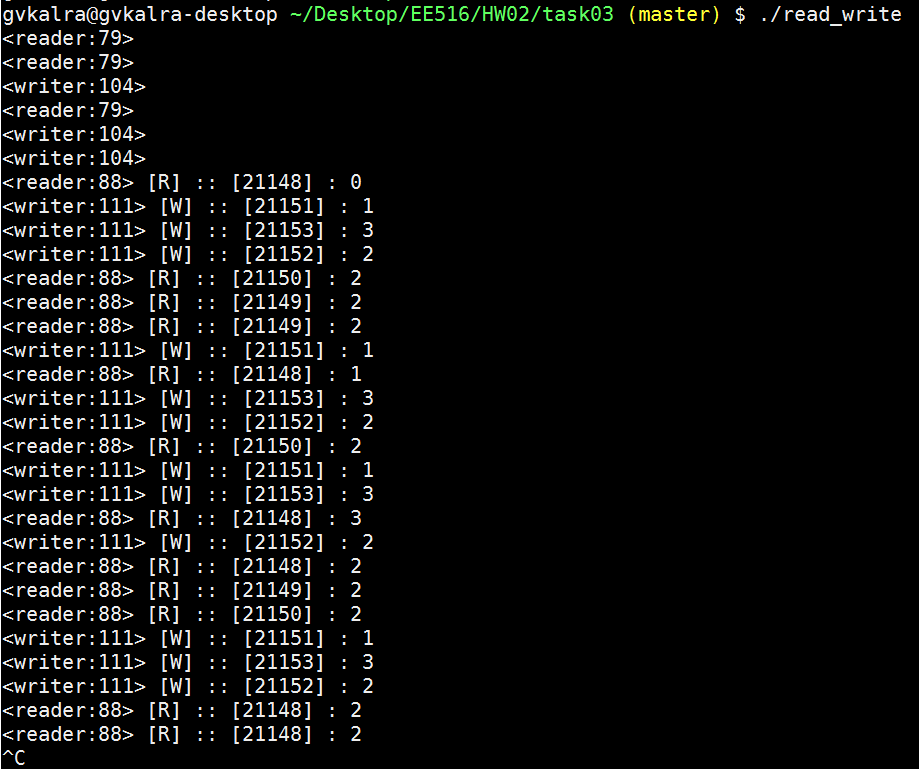 gvkalra@gvkalra-desktop ~/Desktop/EE516/HW02/task03 (master) $ ./read_write
<reader:79>
<reader:79>
<writer:104>
<reader:79>
<writer:104>
<writer:104>
<reader:88> [R] :: [21148] : 0
<writer:111> [W] :: [21151] : 1
<writer:111> [W] :: [21153] : 3
<writer:111> [W] :: [21152] : 2
<reader:88> [R] :: [21150] : 2
<reader:88> [R] :: [21149] : 2
<reader:88> [R] :: [21149] : 2
<writer:111> [W] :: [21151] : 1
<reader:88> [R] :: [21148] : 1
<writer:111> [W] :: [21153] : 3
<writer:111> [W] :: [21152] : 2
<reader:88> [R] :: [21150] : 2
<writer:111> [W] :: [21151] : 1
<writer:111> [W] :: [21153] : 3
<reader:88> [R] :: [21148] : 3
<writer:111> [W] :: [21152] : 2
<reader:88> [R] :: [21148] : 2
<reader:88> [R] :: [21149] : 2
<reader:88> [R] :: [21150] : 2
<writer:111> [W] :: [21151] : 1
<writer:111> [W] :: [21153] : 3
<writer:111> [W] :: [21152] : 2
<reader:88> [R] :: [21148] : 2
<reader:88> [R] :: [21148] : 2
^C